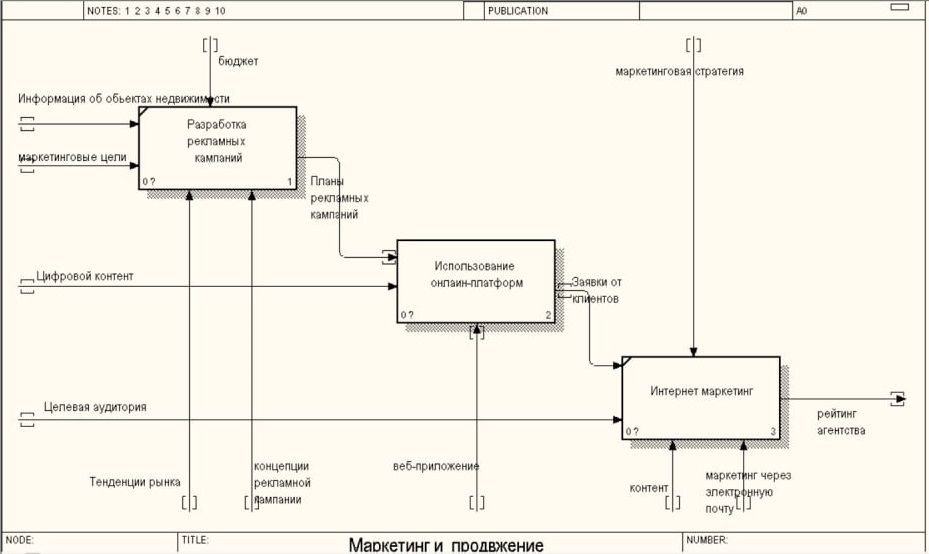 NOTES: 1 2 3 4 5 6 7 8 9 10
PUBLICATION
A0
бюджет
маркетинговая стратегия
Информация об обьектах недвижимости
Разработка
рекламных
кампаний
0 ?
1
маркетинговые цели
Планы
рекламных
кампаний
Цифровой контент
Использование
онлаин-платформ
0 ?
2
Заявки от
клиентов
Интернет маркетинг
0 ?
3
Целевая аудитория
рейтинг
агентства
Тенденции рынка
концепции
рекламной
кампании
веб-приложение
контент
маркетинг через
электронную
почту
NODE:
TITLE:
Маркетинг и продвжение
NUMBER: